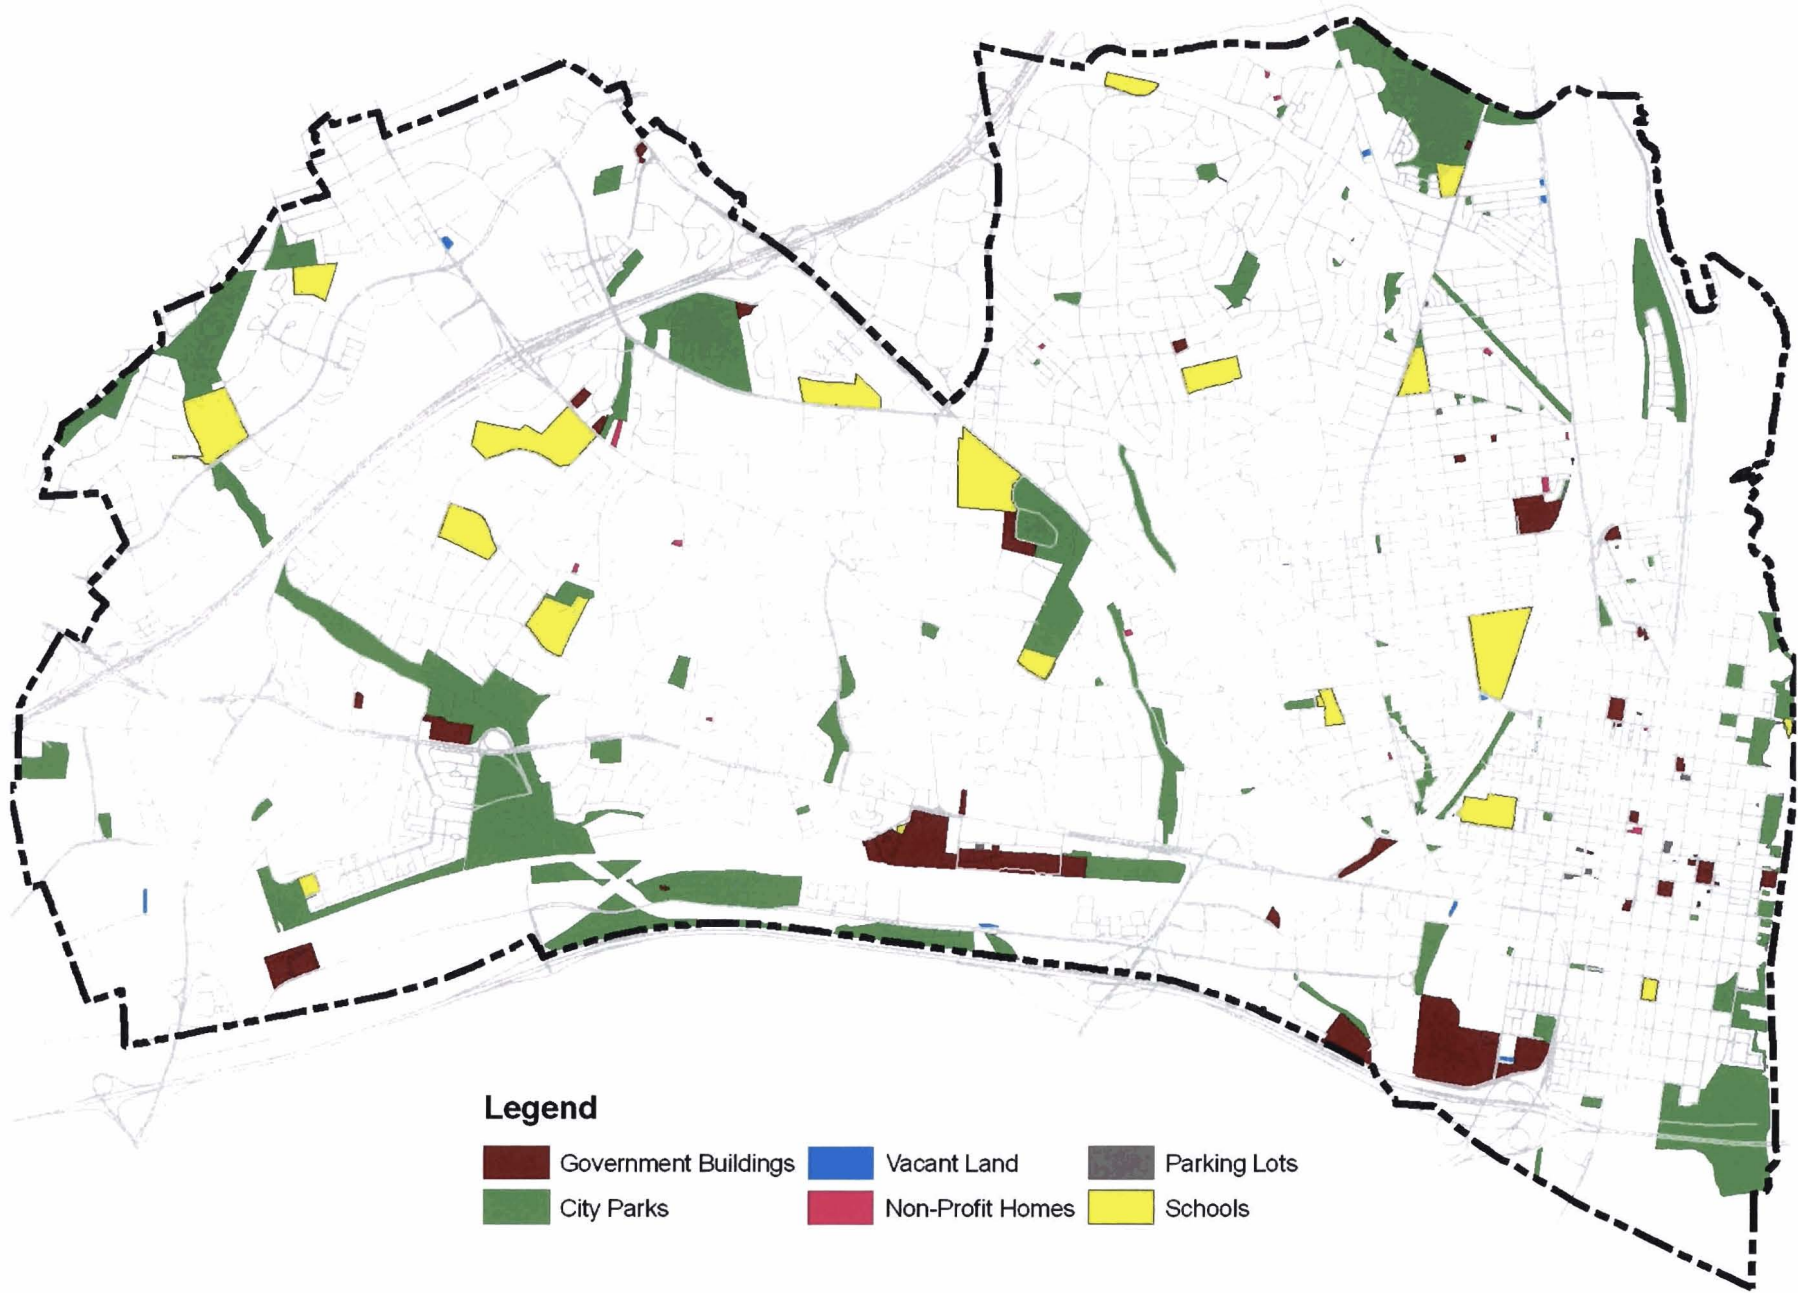 Legend
Government Buildings Vacant Land Parking Lots
City Parks Non-Profit Homes Schools